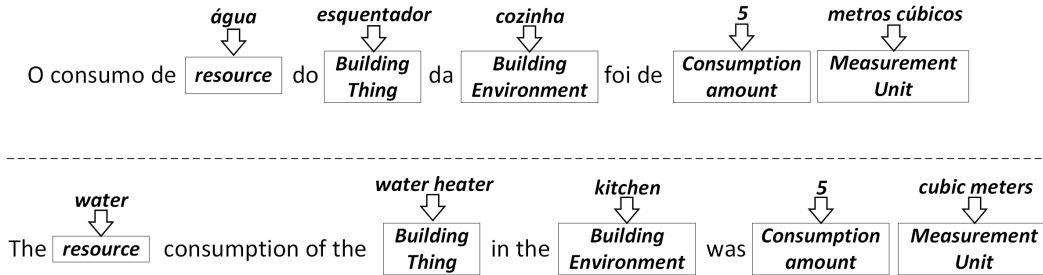 água esquentador cozinha 5 metros cúbicos
O consumo de resource do Building Thing da Building Environment foi de Consumption amount Measurement Unit
water water heater kitchen 5 cubic meters
The resource consumption of the Building Thing in the Building Environment was Consumption amount Measurement Unit